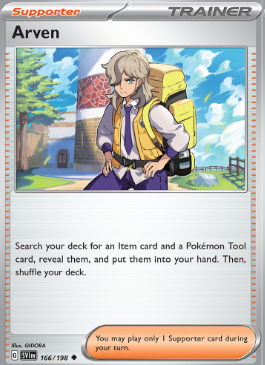 Supporter
TRAINER
Arven
Search your deck for an Item card and a Pokémon Tool
card, reveal them, and put them into your hand. Then,
shuffle your deck.
Illus. GIDORA
G SVI EN 166/198
You may play only 1 Supporter card during
your turn.